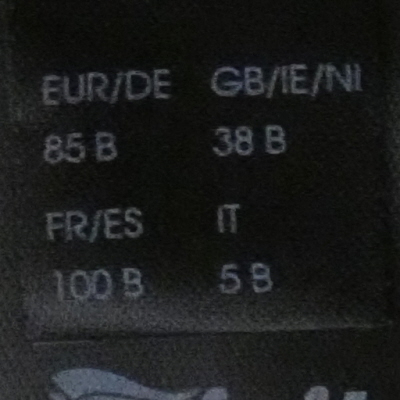 EUR/DE GB/IE/NI
85 B 38 B
FR/ES IT
100 B 5 B